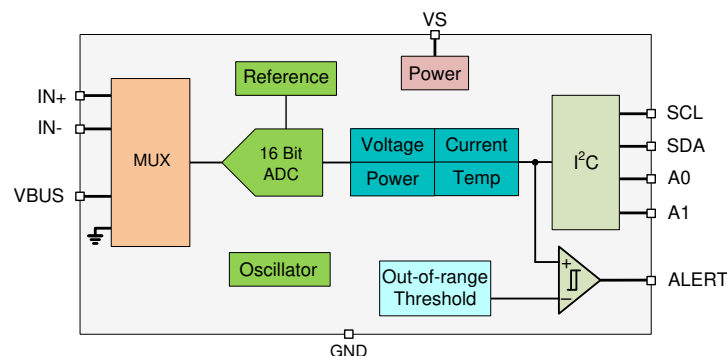 VS
Reference
Power
IN+
IN-
VBUS
MUX
16 Bit
ADC
Voltage
Current
Power
Temp
I²C
SCL
SDA
A0
A1
Oscillator
Out-of-range
Threshold
+
−
ALERT
GND